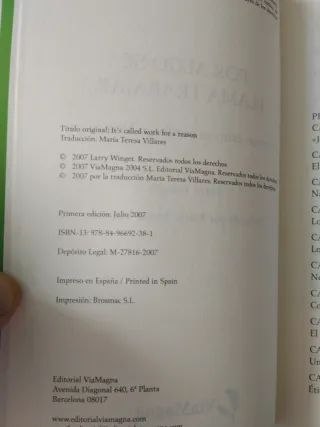 Título original: It's called work for a reason
Traducción: María Teresa Villares
© 2007 Larry Winget. Reservados todos los derechos
© 2007 ViaMagna 2004 S.L. Editorial ViaMagna. Reservados todos los derechos
© 2007 por la traducción María Teresa Villares. Reservados todos los derechos
Primera edición: Julio 2007
ISBN-13: 978-84-96692-38-1
Depósito Legal: M-27816-2007
Impreso en España / Printed in Spain
Impresión: Brosmac S.L.
Editorial ViaMagna
Avenida Diagonal 640, 6ª Planta
Barcelona 08017
www.editorialviamagna.com